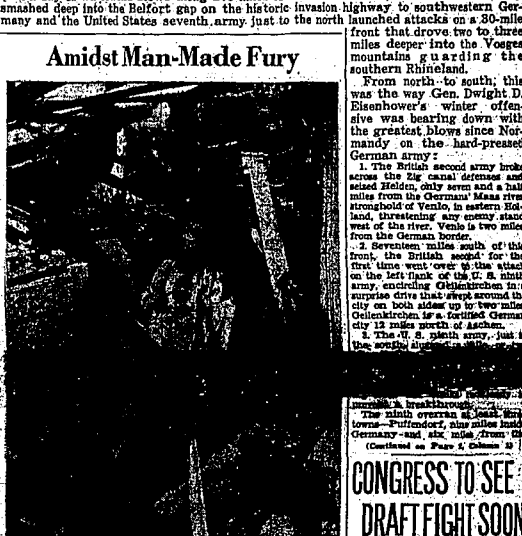 smashed deep into the Belfort gap on the historic invasion highway to southwestern Ger-
many and the United States seventh army just to the north launched attacks on a 30-mile
Amidst Man-Made Fury
front that drove two to three
miles deeper into the Vosges
mountains guarding the
southern Rhineland.
From north to south, this
was the way Gen. Dwight D.
Eisenhower's winter offen-
sive was bearing down with
the greatest blows since Nor-
mandy on the hard-pressed
German army:
1. The British second army broke
across the Zig canal defenses and
seized Helden, only seven and a half
miles from the Germans' Maas river
stronghold of Venlo, in eastern Hol-
land, threatening any enemy stand
west of the river. Venlo is two miles
from the German border.
2. Seventeen miles south of this
front, the British second for the
first time went over to the attack
on the left flank of the U. S. ninth
army, encircling Geilenkirchen in
surprise drive that swept around th
city on both sides up to two miles
Geilenkirchen is a fortified German
city 12 miles north of Aachen.
3. The U. S. ninth army, just
the south,
a breakthrough.
The ninth overran at least
towns—Puffendorf, nine miles insid
Germany and six miles from
(Continued on Page Column
CONGRESS TO SEE
DRAFT FIGHT SOON